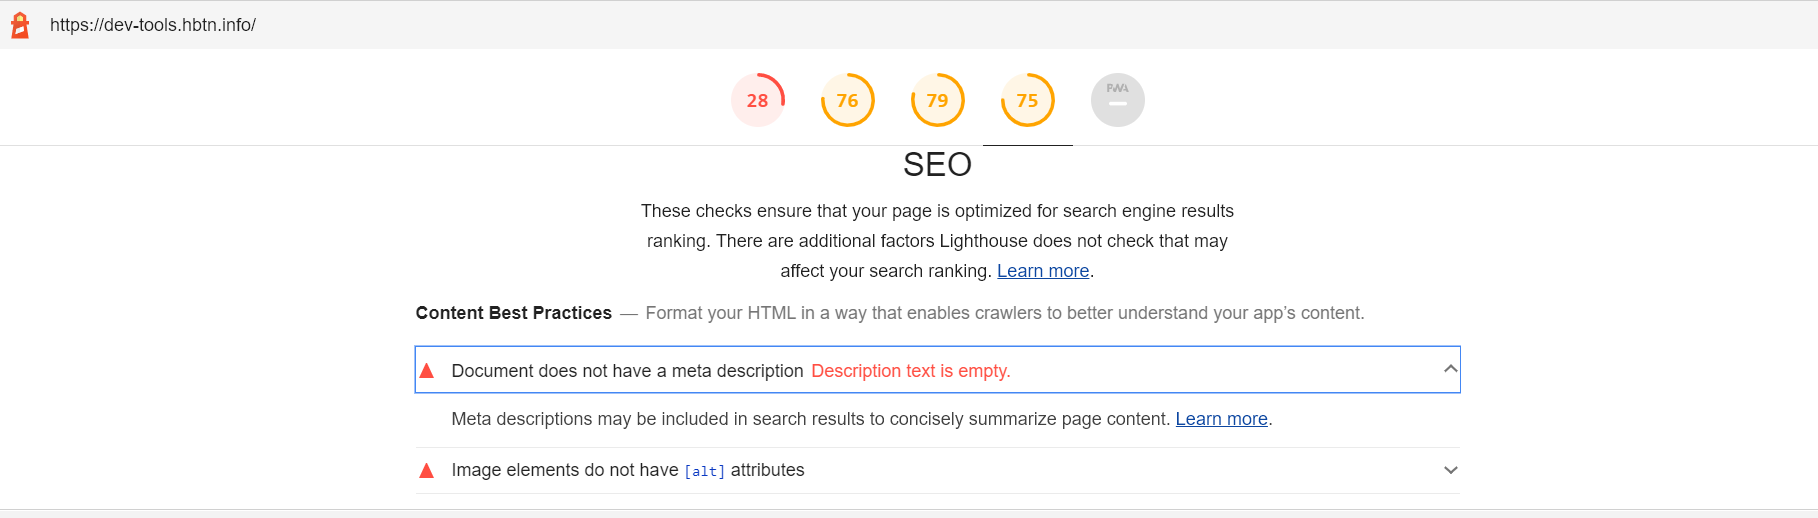 https://dev-tools.hbtn.info/
28 76 79 75 PWA
SEO
These checks ensure that your page is optimized for search engine results
ranking. There are additional factors Lighthouse does not check that may
affect your search ranking. Learn more.
Content Best Practices — Format your HTML in a way that enables crawlers to better understand your app's content.
Document does not have a meta description Description text is empty.
Meta descriptions may be included in search results to concisely summarize page content. Learn more.
Image elements do not have [alt] attributes